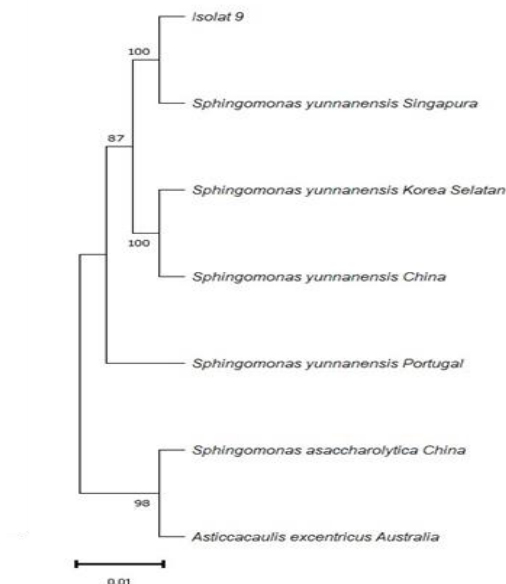 Isolat 9
100
Sphingomonas yunnanensis Singapura
87
Sphingomonas yunnanensis Korea Selatan
100
Sphingomonas yunnanensis China
Sphingomonas yunnanensis Portugal
Sphingomonas asaccharolytica China
98
Asticcacaulis excentricus Australia
0.01